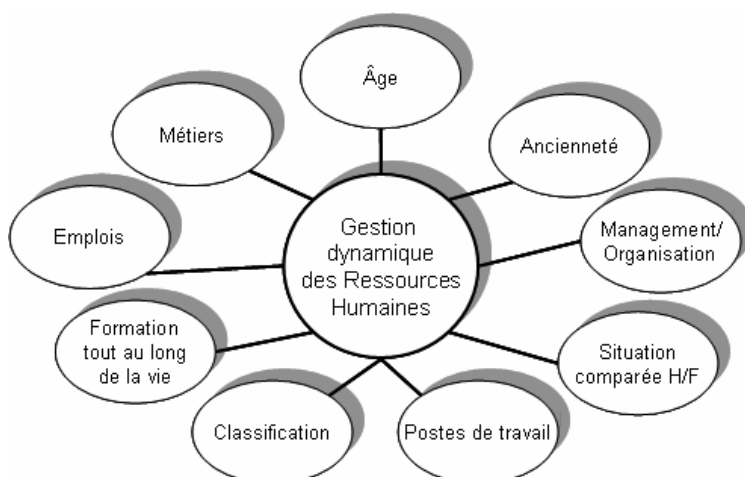 Âge
Métiers
Ancienneté
Emplois
Gestion
dynamique
des Ressources
Humaines
Management/
Organisation
Formation
tout au long
de la vie
Situation
comparée H/F
Classification
Postes de travail